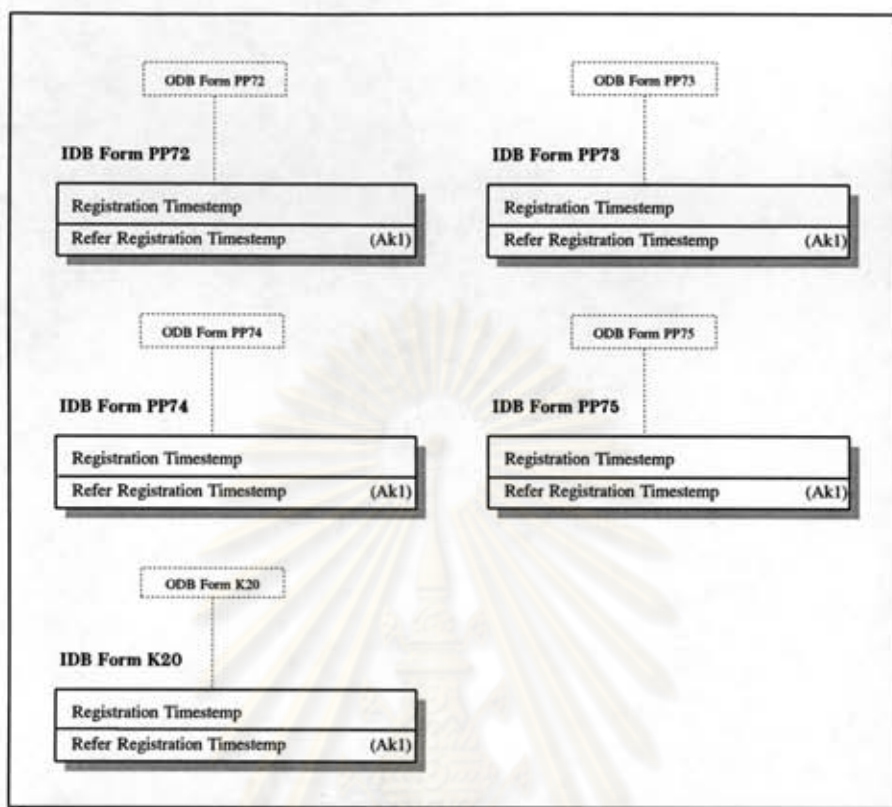 ODB Form PP72
IDB Form PP72
Registration Timestemp
Refer Registration Timestemp (Ak1)
ODB Form PP73
IDB Form PP73
Registration Timestemp
Refer Registration Timestemp (Ak1)
ODB Form PP74
IDB Form PP74
Registration Timestemp
Refer Registration Timestemp (Ak1)
ODB Form PP75
IDB Form PP75
Registration Timestemp
Refer Registration Timestemp (Ak1)
ODB Form K20
IDB Form K20
Registration Timestemp
Refer Registration Timestemp (Ak1)